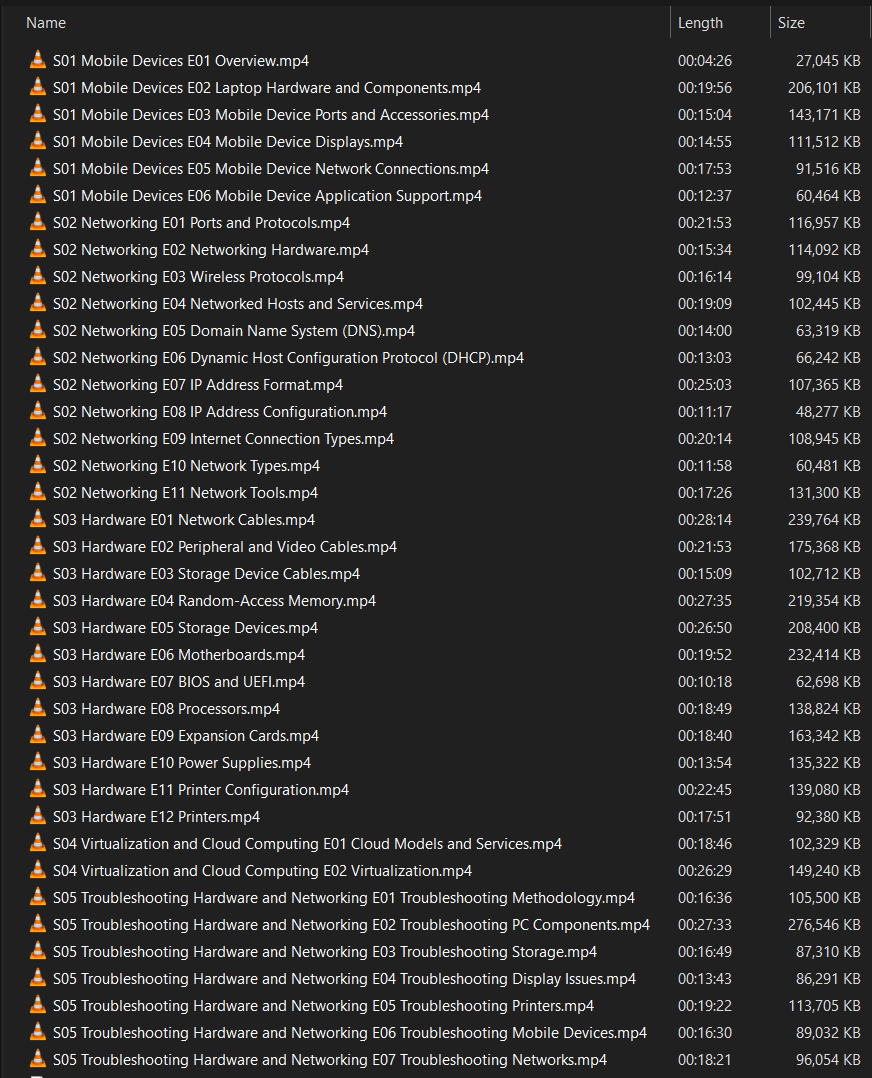 Name Length Size
S01 Mobile Devices E01 Overview.mp4 00:04:26 27,045 KB
S01 Mobile Devices E02 Laptop Hardware and Components.mp4 00:19:56 206,101 KB
S01 Mobile Devices E03 Mobile Device Ports and Accessories.mp4 00:15:04 143,171 KB
S01 Mobile Devices E04 Mobile Device Displays.mp4 00:14:55 111,512 KB
S01 Mobile Devices E05 Mobile Device Network Connections.mp4 00:17:53 91,516 KB
S01 Mobile Devices E06 Mobile Device Application Support.mp4 00:12:37 60,464 KB
S02 Networking E01 Ports and Protocols.mp4 00:21:53 116,957 KB
S02 Networking E02 Networking Hardware.mp4 00:15:34 114,092 KB
S02 Networking E03 Wireless Protocols.mp4 00:16:14 99,104 KB
S02 Networking E04 Networked Hosts and Services.mp4 00:19:09 102,445 KB
S02 Networking E05 Domain Name System (DNS).mp4 00:14:00 63,319 KB
S02 Networking E06 Dynamic Host Configuration Protocol (DHCP).mp4 00:13:03 66,242 KB
S02 Networking E07 IP Address Format.mp4 00:25:03 107,365 KB
S02 Networking E08 IP Address Configuration.mp4 00:11:17 48,277 KB
S02 Networking E09 Internet Connection Types.mp4 00:20:14 108,945 KB
S02 Networking E10 Network Types.mp4 00:11:58 60,481 KB
S02 Networking E11 Network Tools.mp4 00:17:26 131,300 KB
S03 Hardware E01 Network Cables.mp4 00:28:14 239,764 KB
S03 Hardware E02 Peripheral and Video Cables.mp4 00:21:53 175,368 KB
S03 Hardware E03 Storage Device Cables.mp4 00:15:09 102,712 KB
S03 Hardware E04 Random-Access Memory.mp4 00:27:35 219,354 KB
S03 Hardware E05 Storage Devices.mp4 00:26:50 208,400 KB
S03 Hardware E06 Motherboards.mp4 00:19:52 232,414 KB
S03 Hardware E07 BIOS and UEFI.mp4 00:10:18 62,698 KB
S03 Hardware E08 Processors.mp4 00:18:49 138,824 KB
S03 Hardware E09 Expansion Cards.mp4 00:18:40 163,342 KB
S03 Hardware E10 Power Supplies.mp4 00:13:54 135,322 KB
S03 Hardware E11 Printer Configuration.mp4 00:22:45 139,080 KB
S03 Hardware E12 Printers.mp4 00:17:51 92,380 KB
S04 Virtualization and Cloud Computing E01 Cloud Models and Services.mp4 00:18:46 102,329 KB
S04 Virtualization and Cloud Computing E02 Virtualization.mp4 00:26:29 149,240 KB
S05 Troubleshooting Hardware and Networking E01 Troubleshooting Methodology.mp4 00:16:36 105,500 KB
S05 Troubleshooting Hardware and Networking E02 Troubleshooting PC Components.mp4 00:27:33 276,546 KB
S05 Troubleshooting Hardware and Networking E03 Troubleshooting Storage.mp4 00:16:49 87,310 KB
S05 Troubleshooting Hardware and Networking E04 Troubleshooting Display Issues.mp4 00:13:43 86,291 KB
S05 Troubleshooting Hardware and Networking E05 Troubleshooting Printers.mp4 00:19:22 113,705 KB
S05 Troubleshooting Hardware and Networking E06 Troubleshooting Mobile Devices.mp4 00:16:30 89,032 KB
S05 Troubleshooting Hardware and Networking E07 Troubleshooting Networks.mp4 00:18:21 96,054 KB